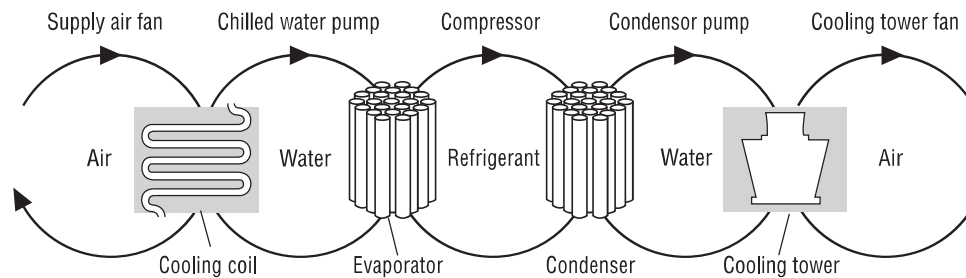 Supply air fan
Chilled water pump
Compressor
Condensor pump
Cooling tower fan
Air
Water
Refrigerant
Water
Air
Cooling coil
Evaporator
Condenser
Cooling tower